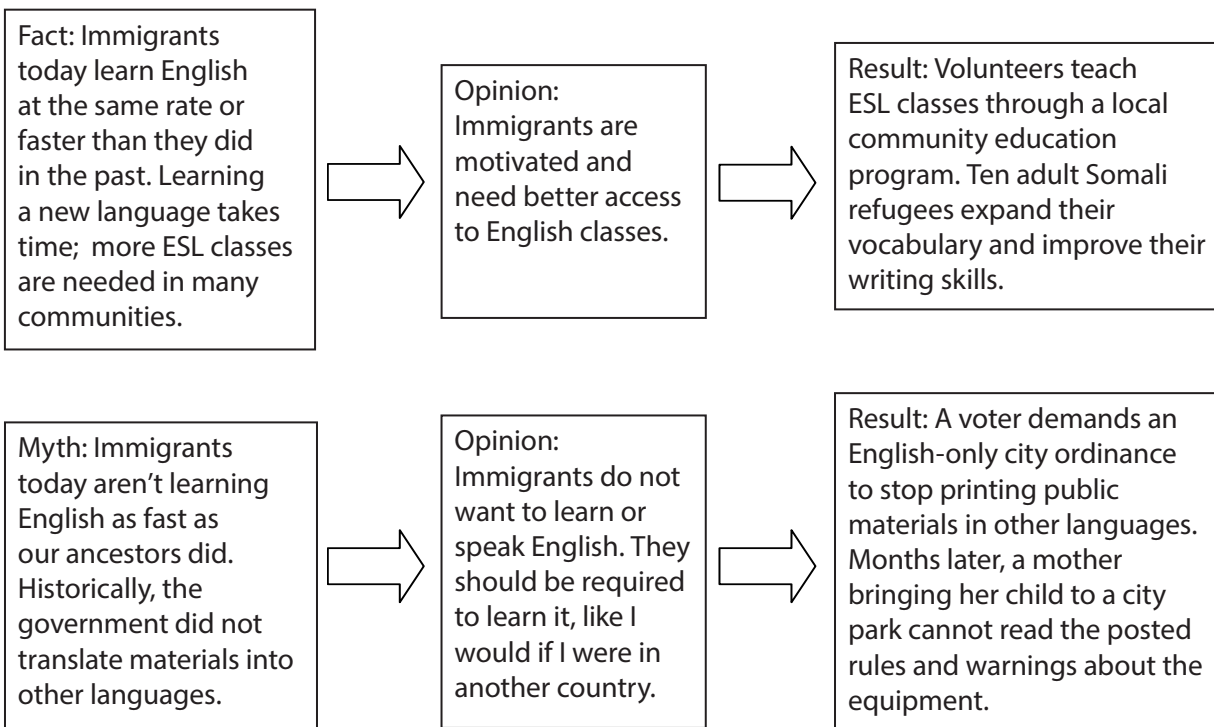 Fact: Immigrants
today learn English
at the same rate or
faster than they did
in the past. Learning
a new language takes
time;  more ESL classes
are needed in many
communities.
Opinion:
Immigrants are
motivated and
need better access
to English classes.
Result: Volunteers teach
ESL classes through a local
community education
program. Ten adult Somali
refugees expand their
vocabulary and improve their
writing skills.
Myth: Immigrants
today aren’t learning
English as fast as
our ancestors did.
Historically, the
government did not
translate materials into
other languages.
Opinion:
Immigrants do not
want to learn or
speak English. They
should be required
to learn it, like I
would if I were in
another country.
Result: A voter demands an
English-only city ordinance
to stop printing public
materials in other languages.
Months later, a mother
bringing her child to a city
park cannot read the posted
rules and warnings about the
equipment.